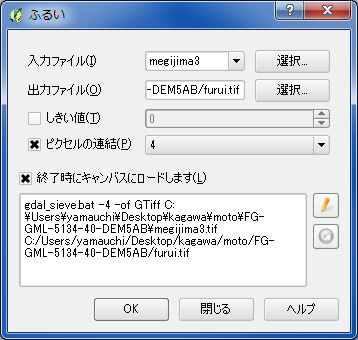 ふるい
入力ファイル(I)
megijima3
選択...
出力ファイル(O)
-DEM5AB/furui.tif
選択...
しきい値(T)
0
ピクセルの連結(P)
4
終了時にキャンバスにロードします(L)
gdal_sieve.bat -4 -of GTiff C:
¥Users¥yamauchi¥Desktop¥kagawa¥moto¥FG-
GML-5134-40-DEM5AB¥megijima3.tif
C:/Users/yamauchi/Desktop/kagawa/moto/FG-
GML-5134-40-DEM5AB/furui.tif
OK
閉じる
ヘルプ